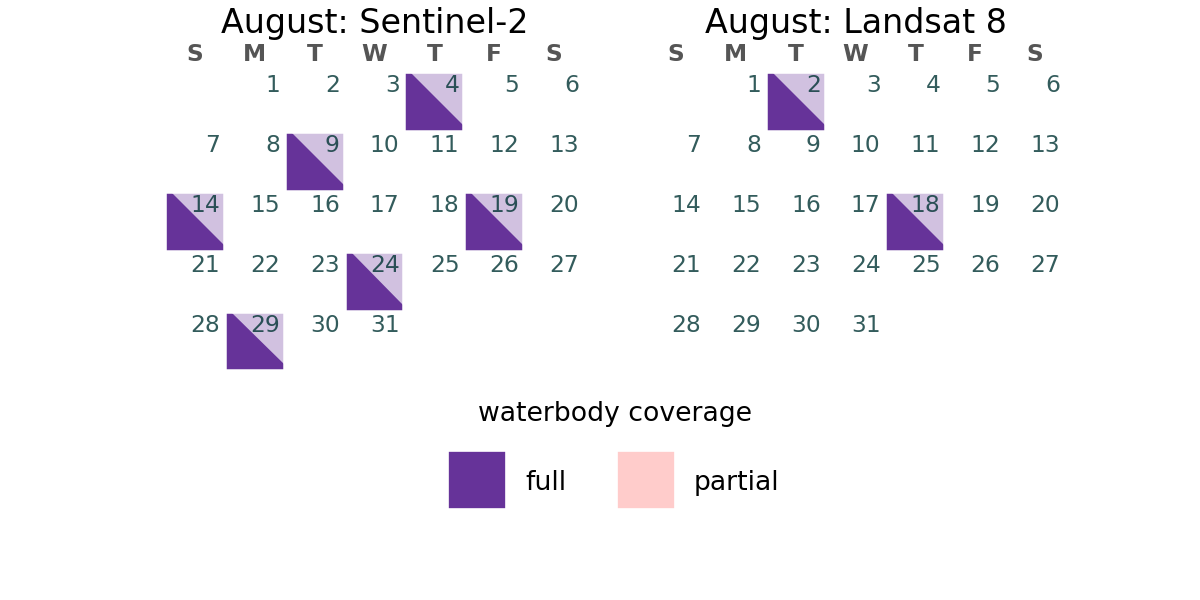 August: Sentinel-2
S M T W T F S
1 2 3 4 5 6
7 8 9 10 11 12 13
14 15 16 17 18 19 20
21 22 23 24 25 26 27
28 29 30 31
August: Landsat 8
S M T W T F S
1 2 3 4 5 6
7 8 9 10 11 12 13
14 15 16 17 18 19 20
21 22 23 24 25 26 27
28 29 30 31
waterbody coverage
full partial